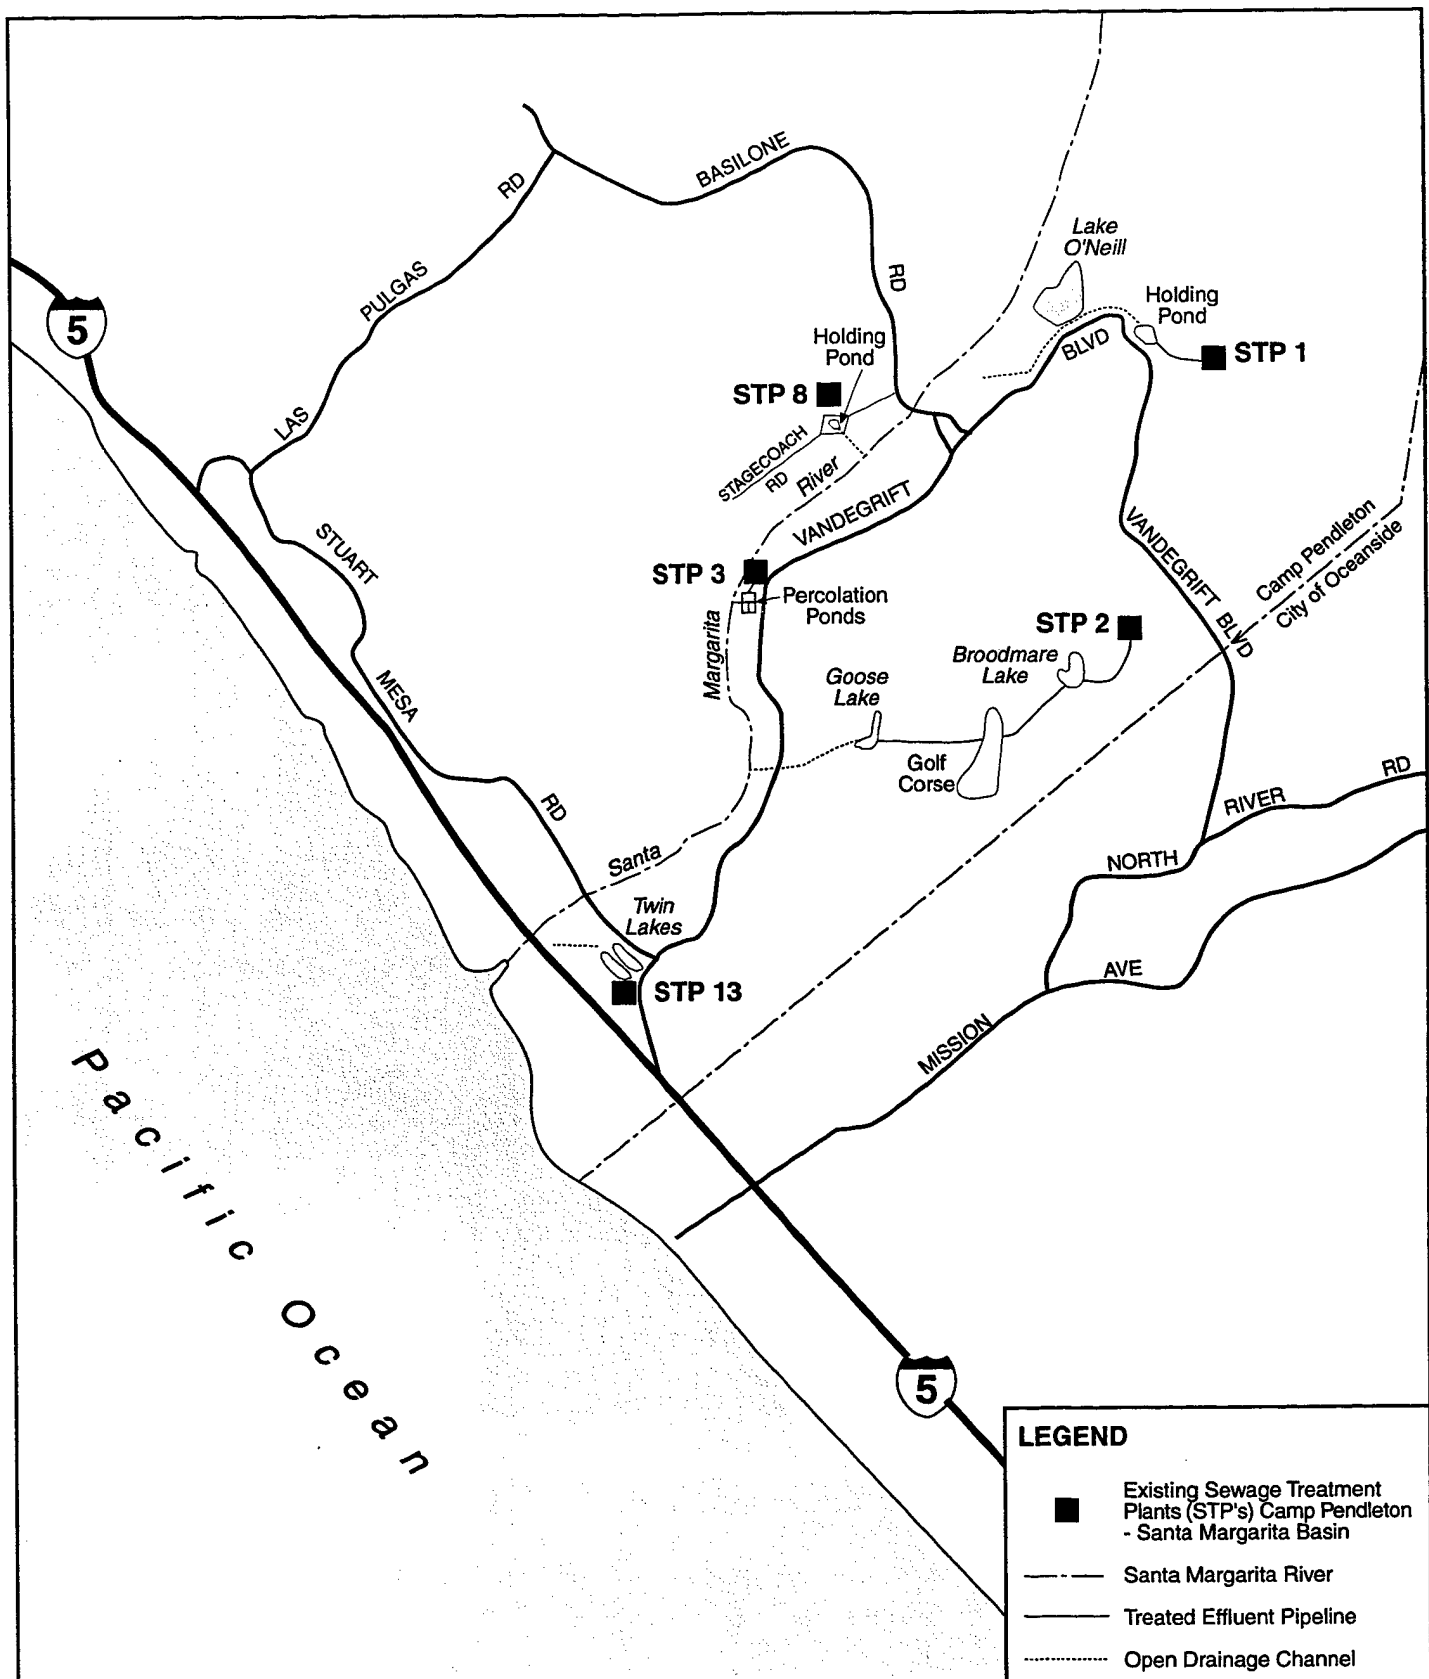 BASILONE
RD
RD
PULGAS
LAS
5
Lake
O'Neill
Holding
Pond
STP 1
BLVD
RD
Holding
Pond
STP 8
STAGECOACH
RD
River
VANDEGRIFT
STUART
STP 3
Percolation
Ponds
Margarita
VANDEGRIFT BLVD
Camp Pendleton
City of Oceanside
STP 2
Broodmare
Lake
Goose
Lake
MESA
Golf
Corse
RD
RIVER
RD
NORTH
Santa
Twin
Lakes
STP 13
AVE
MISSION
Pacific Ocean
5
LEGEND
Existing Sewage Treatment
Plants (STP's) Camp Pendleton
- Santa Margarita Basin
Santa Margarita River
Treated Effluent Pipeline
Open Drainage Channel